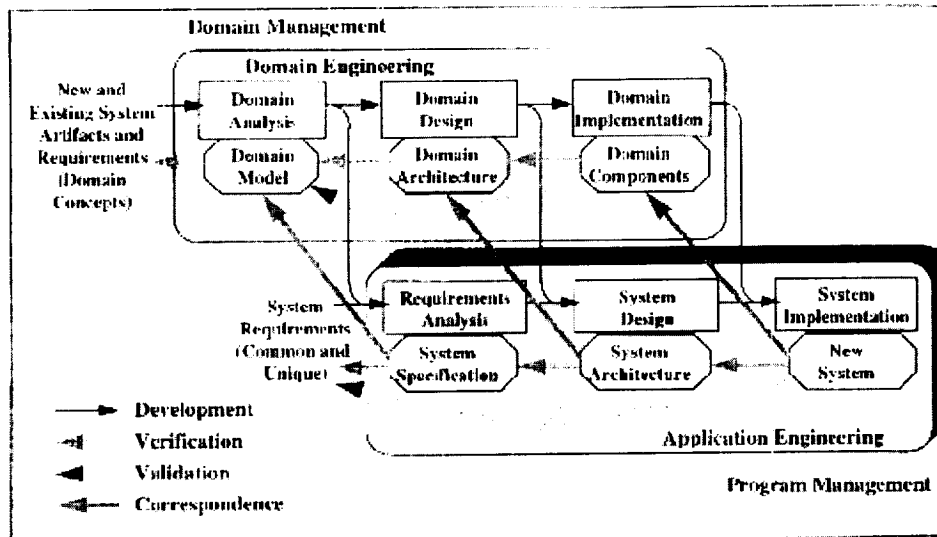 Domain Management
Domain Engineering
New and
Existing System
Artifacts and
Requirements
(Domain
Concepts)
Domain
Analysis
Domain
Model
Domain
Design
Domain
Architecture
Domain
Implementation
Domain
Components
System
Requirements
(Common and
Unique)
Requirements
Analysis
System
Specification
System
Design
System
Architecture
System
Implementation
New
System
Application Engineering
Program Management
Development
Verification
Validation
Correspondence